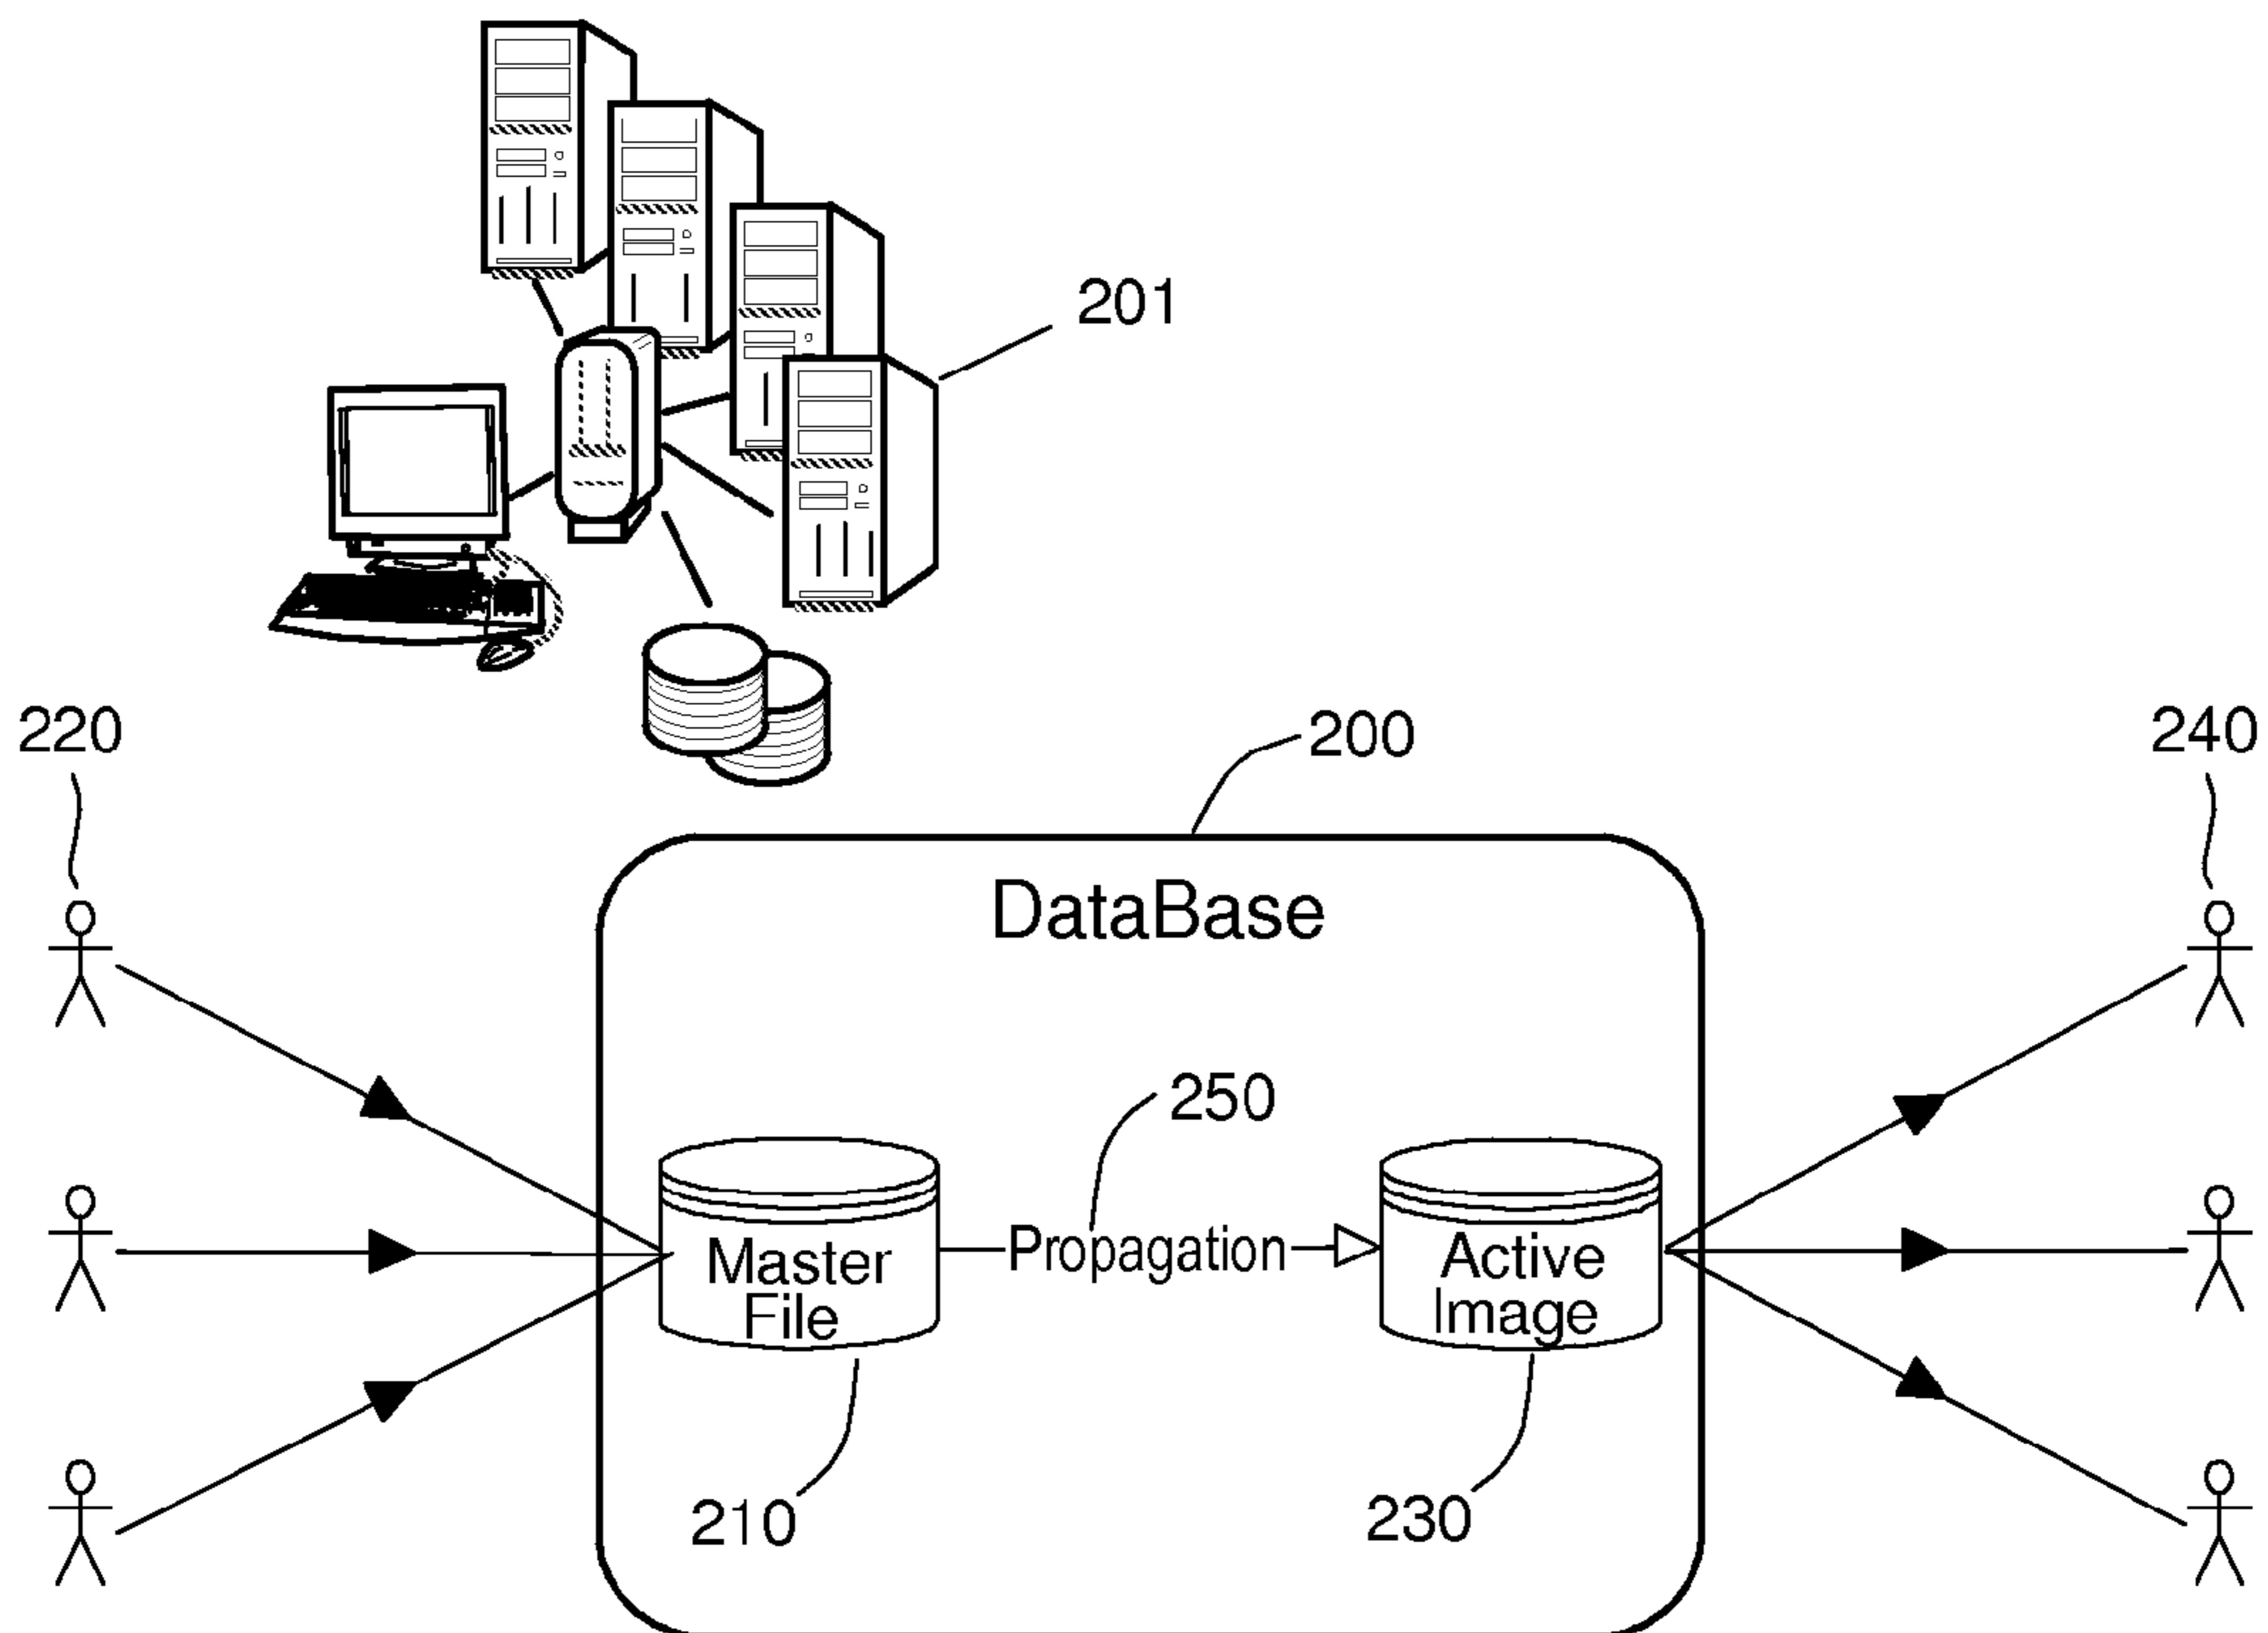 201
220
200
240
DataBase
250
Propagation
Master
File
Active
Image
210
230